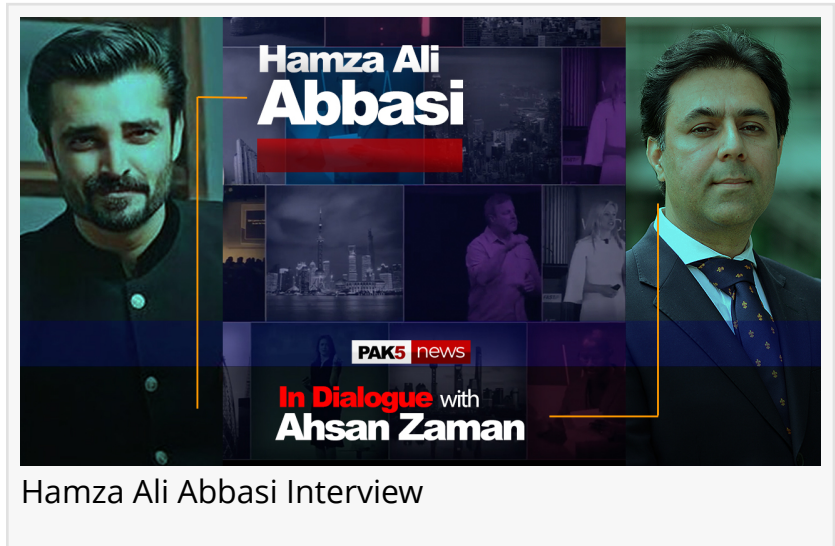 Hamza Ali
Abbasi
PAK5 news
In Dialogue with
Ahsan Zaman
Hamza Ali Abbasi Interview